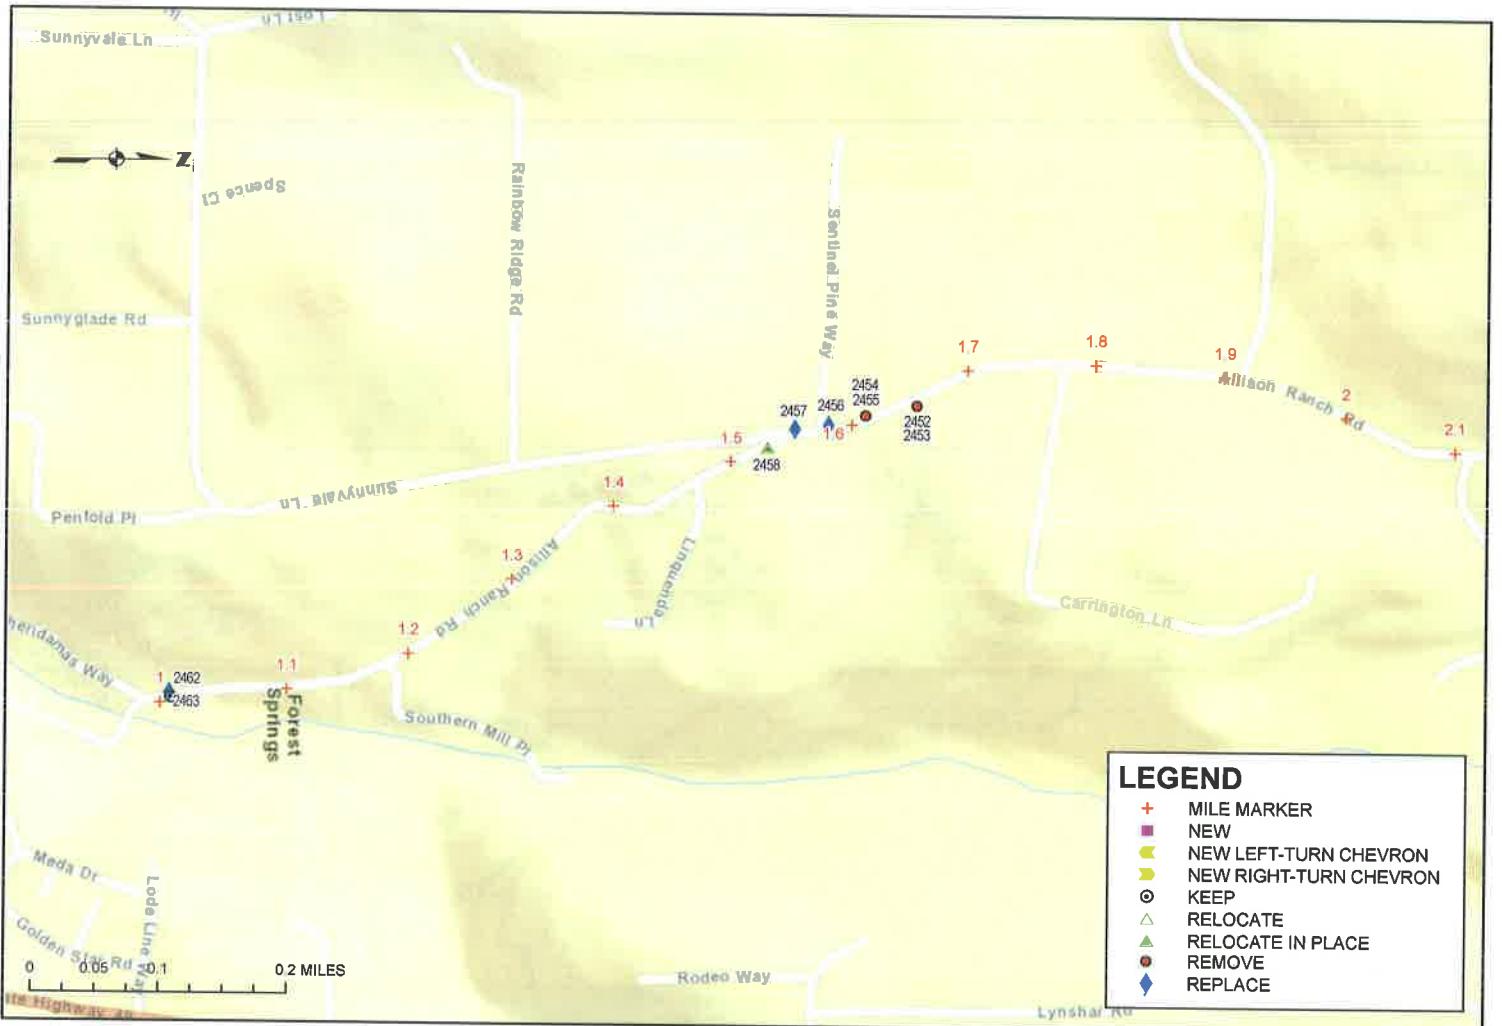 Lost Ln
Sunnyvale Ln
Z
Spence Ct
Rainbow Ridge Rd
Sentinel Pine Way
Sunnyglade Rd
1.7
1.8
1.9
Allison Ranch Rd
2
2.1
2454
2455
2457
2456
1.6
2452
2453
1.5
2458
1.4
Sunnyvale Ln
Penfold Pl
1.3
Allison Ranch Rd
Linquenda Ln
Carrington Ln
1.2
1.1
1
2462
2463
Forest
Springs
Southern Mill Pl
Meda Dr
Lode Line Way
Golden Star Rd
0
0.05
0.1
0.2 MILES
Rodeo Way
Lynshar Rd
LEGEND
MILE MARKER
NEW
NEW LEFT-TURN CHEVRON
NEW RIGHT-TURN CHEVRON
KEEP
RELOCATE
RELOCATE IN PLACE
REMOVE
REPLACE